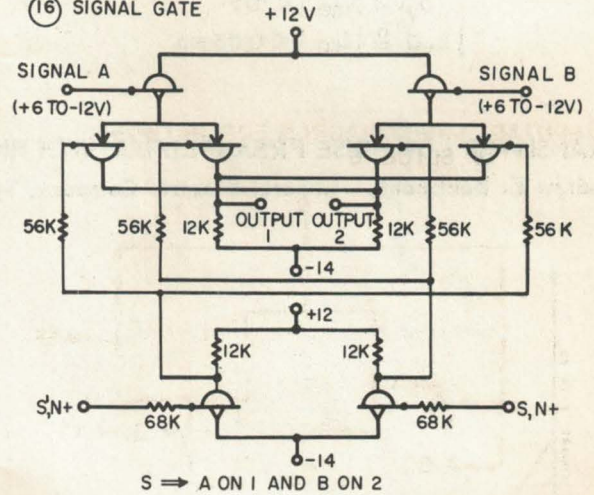 (16) SIGNAL GATE
+12 V
SIGNAL A
(+6 TO-12V)
SIGNAL B
(+6 TO-12V)
56K
56K
12K
OUTPUT
1
OUTPUT
2
12K
56K
56K
-14
+12
12K
12K
S',N+
68K
68K
S,N+
-14
S ⇒ A ON 1 AND B ON 2